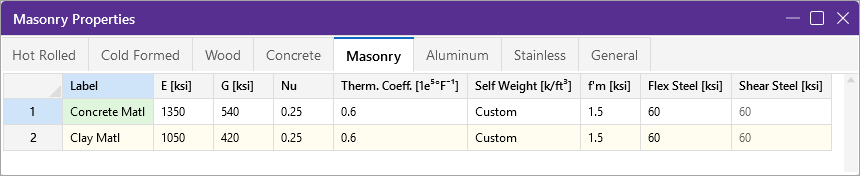 Masonry Properties
Hot Rolled Cold Formed Wood Concrete Masonry Aluminum Stainless General
Label E [ksi] G [ksi] Nu Therm. Coeff. [1e⁵°F⁻¹] Self Weight [k/ft³] f'm [ksi] Flex Steel [ksi] Shear Steel [ksi]
1 Concrete Matl 1350 540 0.25 0.6 Custom 1.5 60 60
2 Clay Matl 1050 420 0.25 0.6 Custom 1.5 60 60